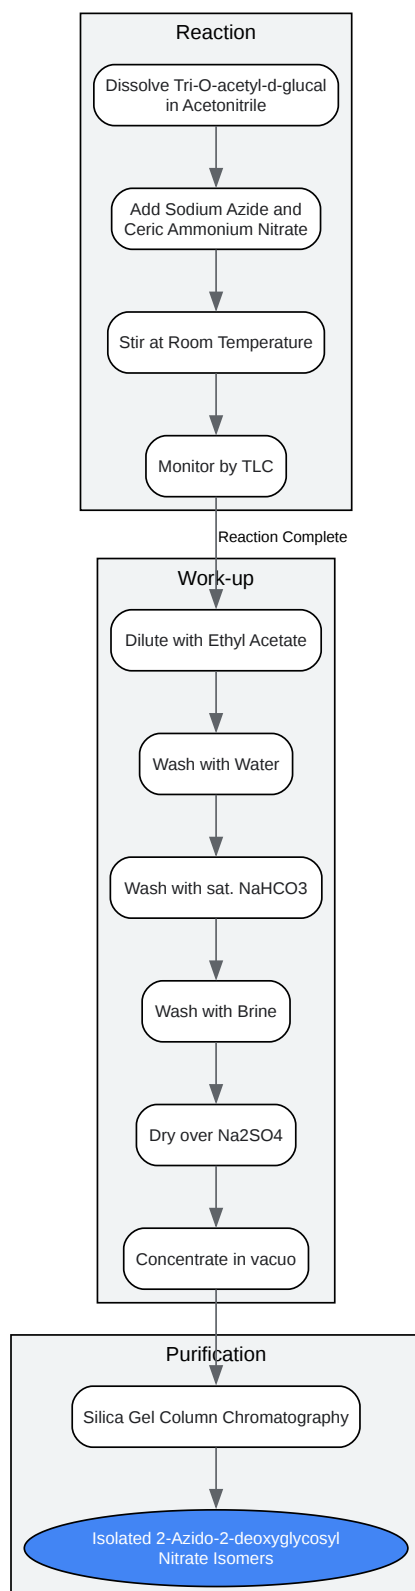 Reaction
Dissolve Tri-O-acetyl-d-glucal
in Acetonitrile
Add Sodium Azide and
Ceric Ammonium Nitrate
Stir at Room Temperature
Monitor by TLC
Reaction Complete
Work-up
Dilute with Ethyl Acetate
Wash with Water
Wash with sat. NaHCO3
Wash with Brine
Dry over Na2SO4
Concentrate in vacuo
Purification
Silica Gel Column Chromatography
Isolated 2-Azido-2-deoxyglycosyl
Nitrate Isomers